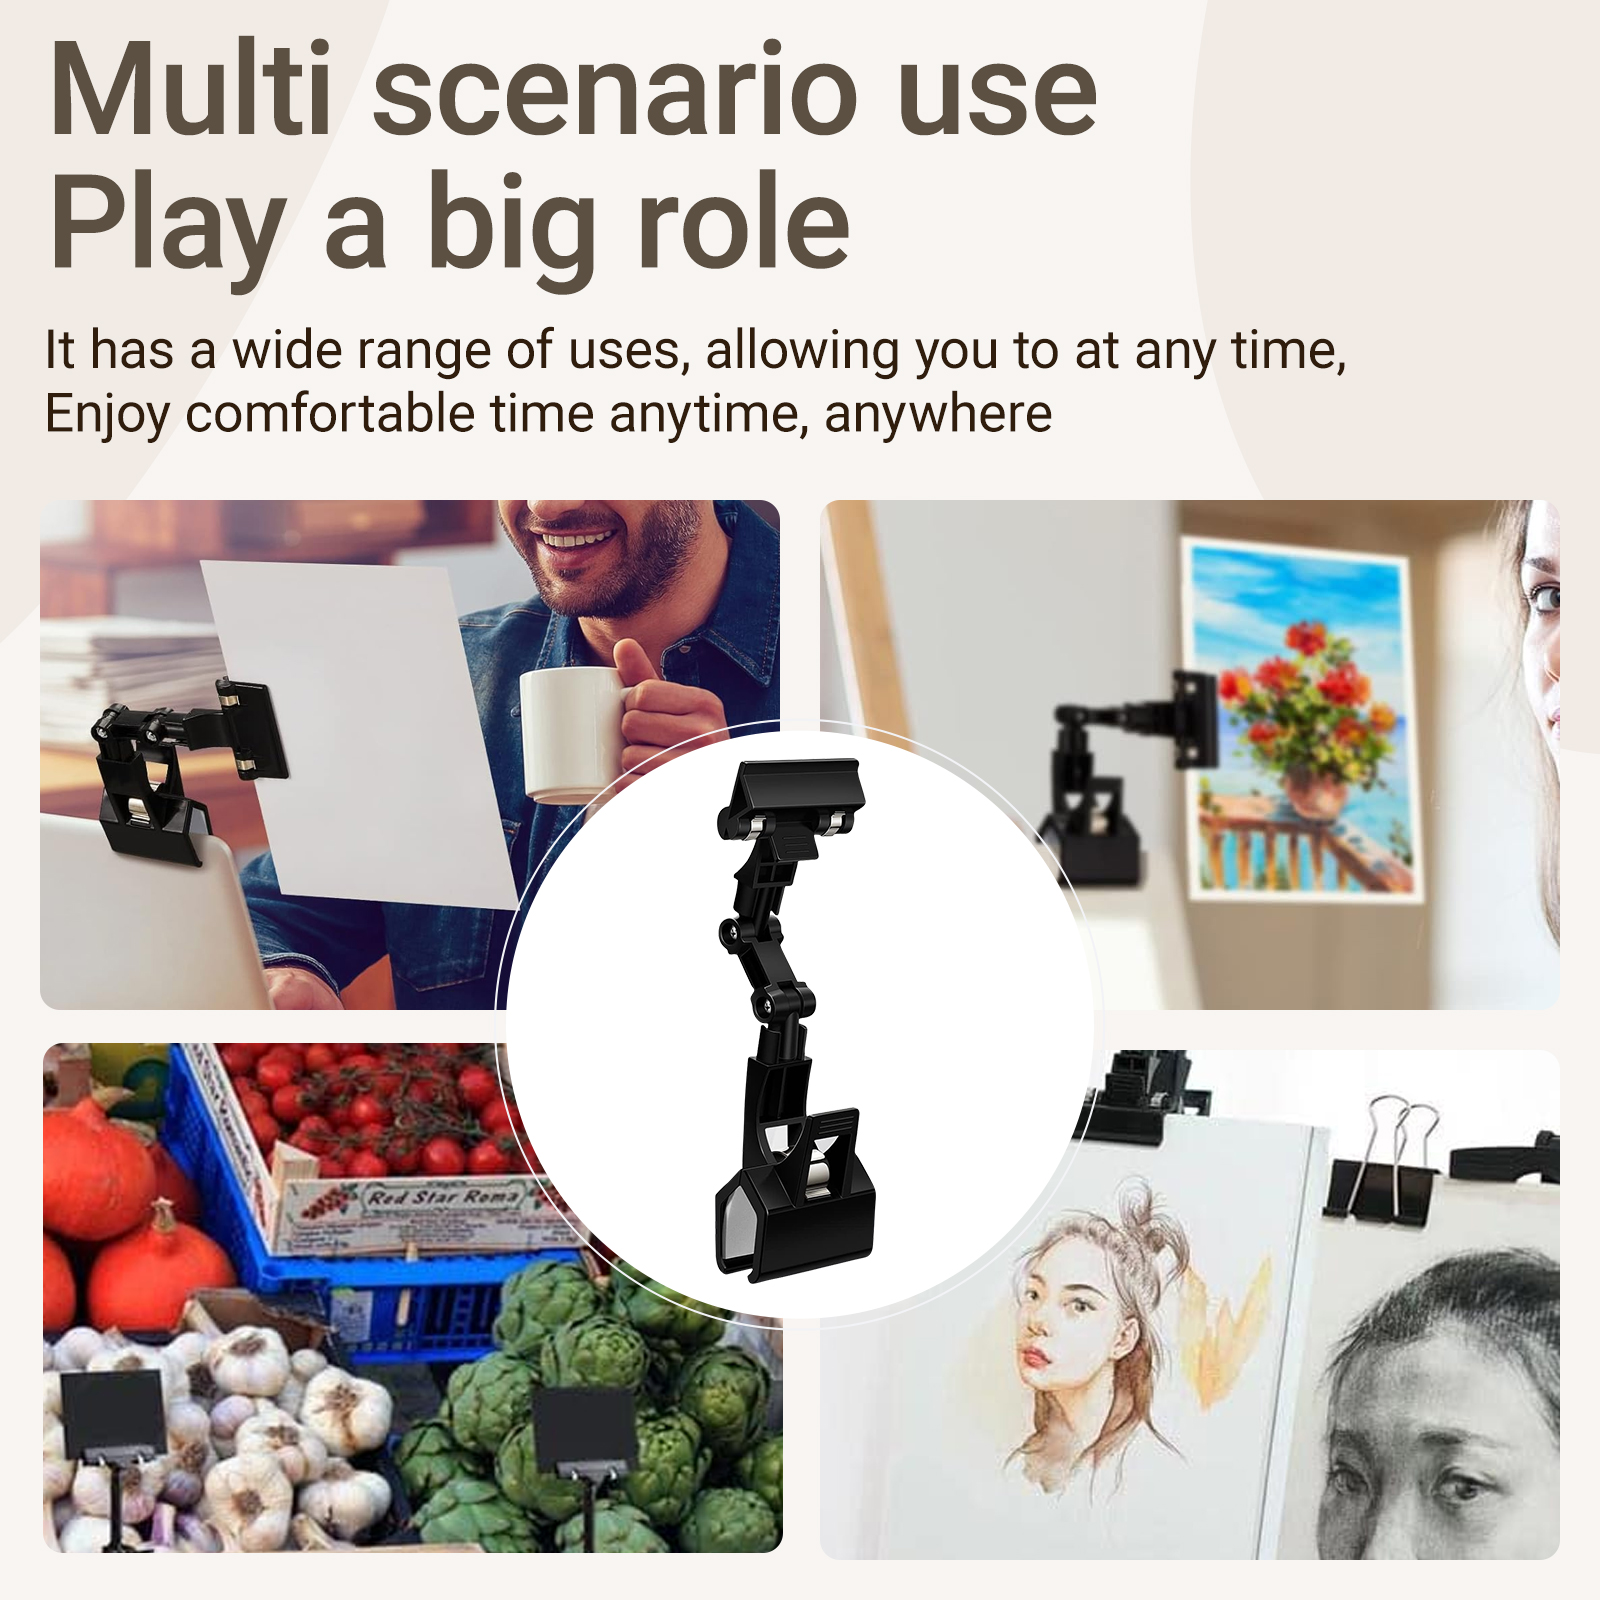 Multi scenario use
Play a big role
It has a wide range of uses, allowing you to at any time,
Enjoy comfortable time anytime, anywhere
Red Star Roma